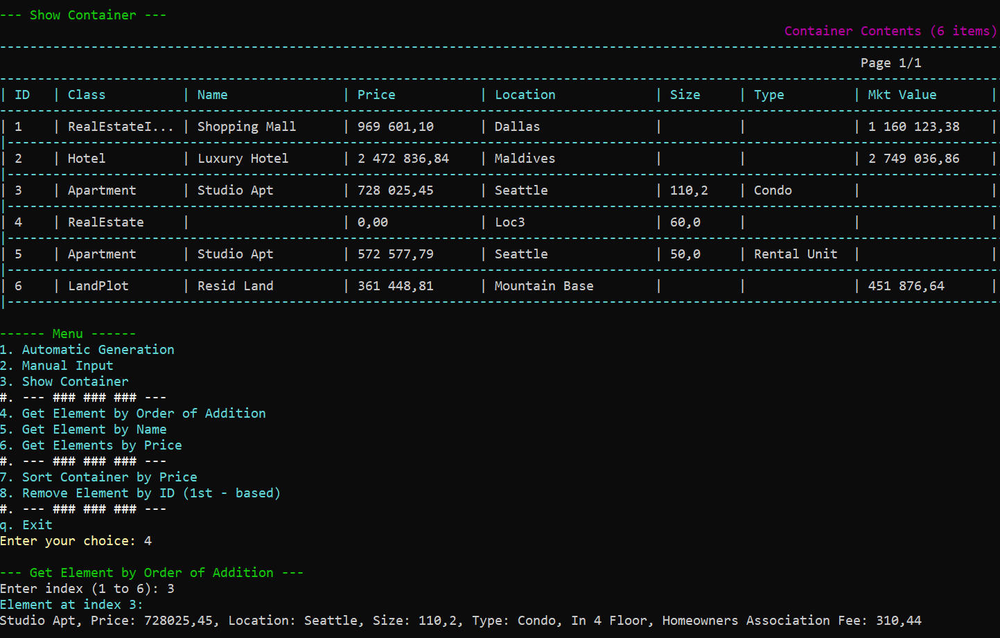 --- Show Container ---
Container Contents (6 items)
Page 1/1
| ID | Class | Name | Price | Location | Size | Type | Mkt Value |
| 1 | RealEstateI... | Shopping Mall | 969 601,10 | Dallas | | | 1 160 123,38 |
| 2 | Hotel | Luxury Hotel | 2 472 836,84 | Maldives | | | 2 749 036,86 |
| 3 | Apartment | Studio Apt | 728 025,45 | Seattle | 110,2 | Condo | |
| 4 | RealEstate | | 0,00 | Loc3 | 60,0 | | |
| 5 | Apartment | Studio Apt | 572 577,79 | Seattle | 50,0 | Rental Unit | |
| 6 | LandPlot | Resid Land | 361 448,81 | Mountain Base | | | 451 876,64 |
------ Menu ------
1. Automatic Generation
2. Manual Input
3. Show Container
#. --- ### ### ### ---
4. Get Element by Order of Addition
5. Get Element by Name
6. Get Elements by Price
#. --- ### ### ### ---
7. Sort Container by Price
8. Remove Element by ID (1st - based)
#. --- ### ### ### ---
q. Exit
Enter your choice: 4
--- Get Element by Order of Addition ---
Enter index (1 to 6): 3
Element at index 3:
Studio Apt, Price: 728025,45, Location: Seattle, Size: 110,2, Type: Condo, In 4 Floor, Homeowners Association Fee: 310,44